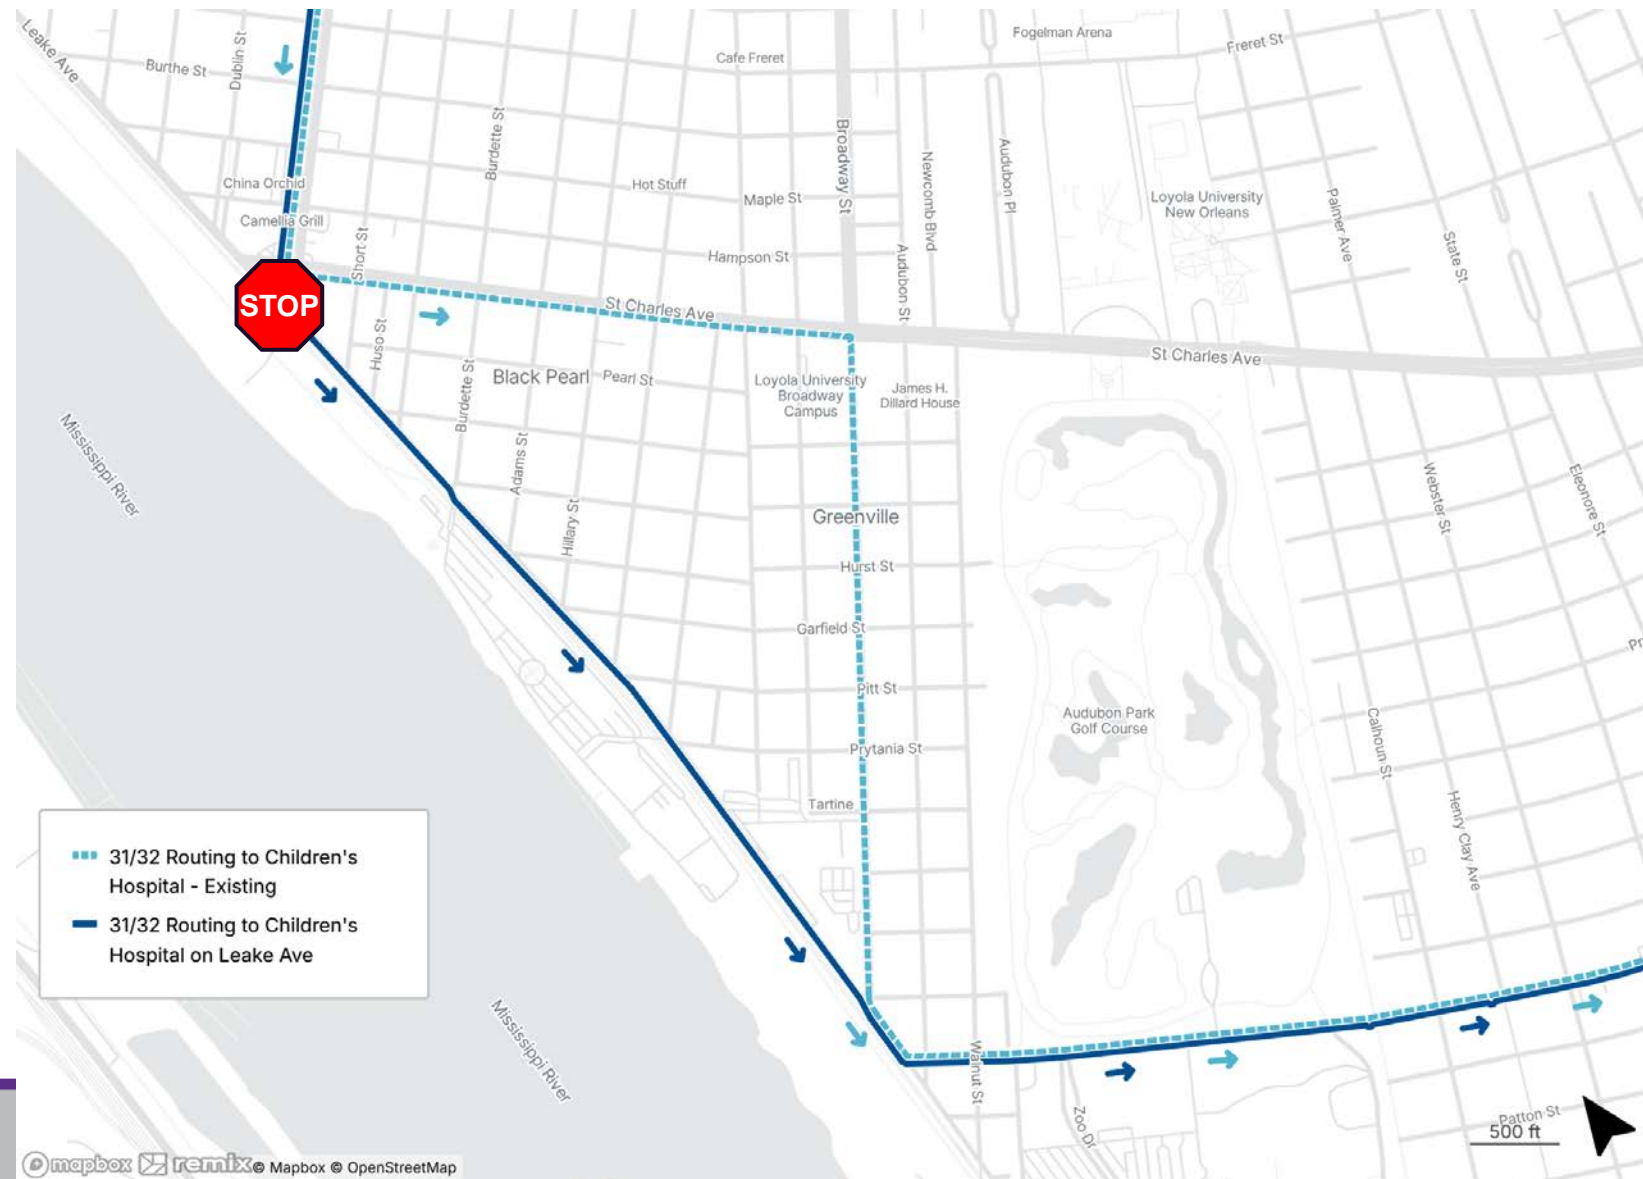 Leake Ave
Burthe St
Dublin St
Burdette St
Cafe Freret
Broadway St
Fogelman Arena
Freret St
Newcomb Blvd
Audubon Pl
Loyola University
New Orleans
Palmer Ave
State St
China Orchid
Camellia Grill
Hot Stuff
Maple St
Short St
Hampson St
Audubon St
STOP
St Charles Ave
St Charles Ave
Huso St
Burdette St
Black Pearl
Pearl St
Loyola University
Broadway
Campus
James H.
Dillard House
Mississippi River
Adams St
Hillary St
Greenville
Webster St
Eleonore St
Hurst St
Garfield St
Pr
Pitt St
Audubon Park
Golf Course
Calhoun St
Prytania St
Tartine
Henry Clay Ave
31/32 Routing to Children's
Hospital - Existing
31/32 Routing to Children's
Hospital on Leake Ave
Mississippi River
Walnut St
Zoo Dr
Patton St
500 ft
mapbox remix © Mapbox © OpenStreetMap